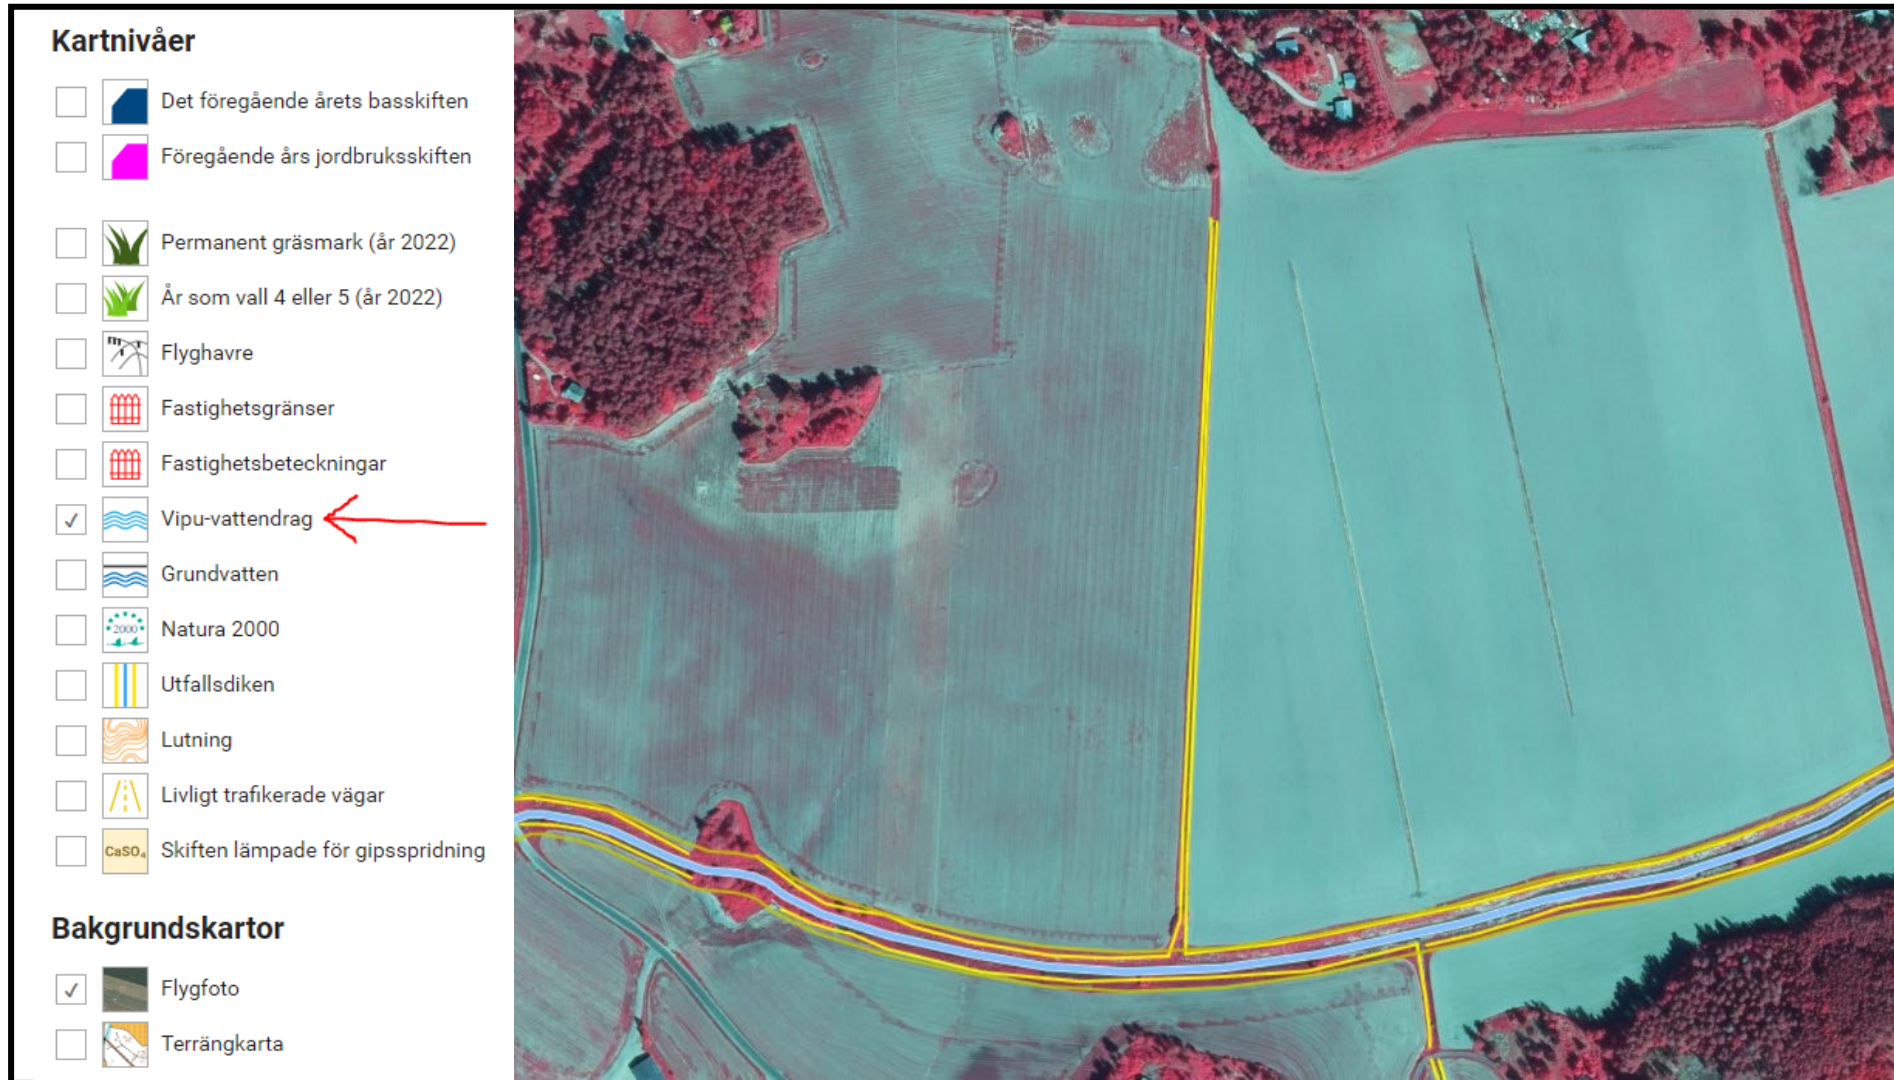 Kartnivåer
Det föregående årets basskiften
Föregående års jordbruksskiften
Permanent gräsmark (år 2022)
År som vall 4 eller 5 (år 2022)
Flyghavre
Fastighetsgränser
Fastighetsbeteckningar
Vipu-vattendrag
Grundvatten
2000 Natura 2000
Utfallsdiken
Lutning
Livligt trafikerade vägar
CaSO₄ Skiften lämpade för gipsspridning
Bakgrundskartor
Flygfoto
Terrängkarta